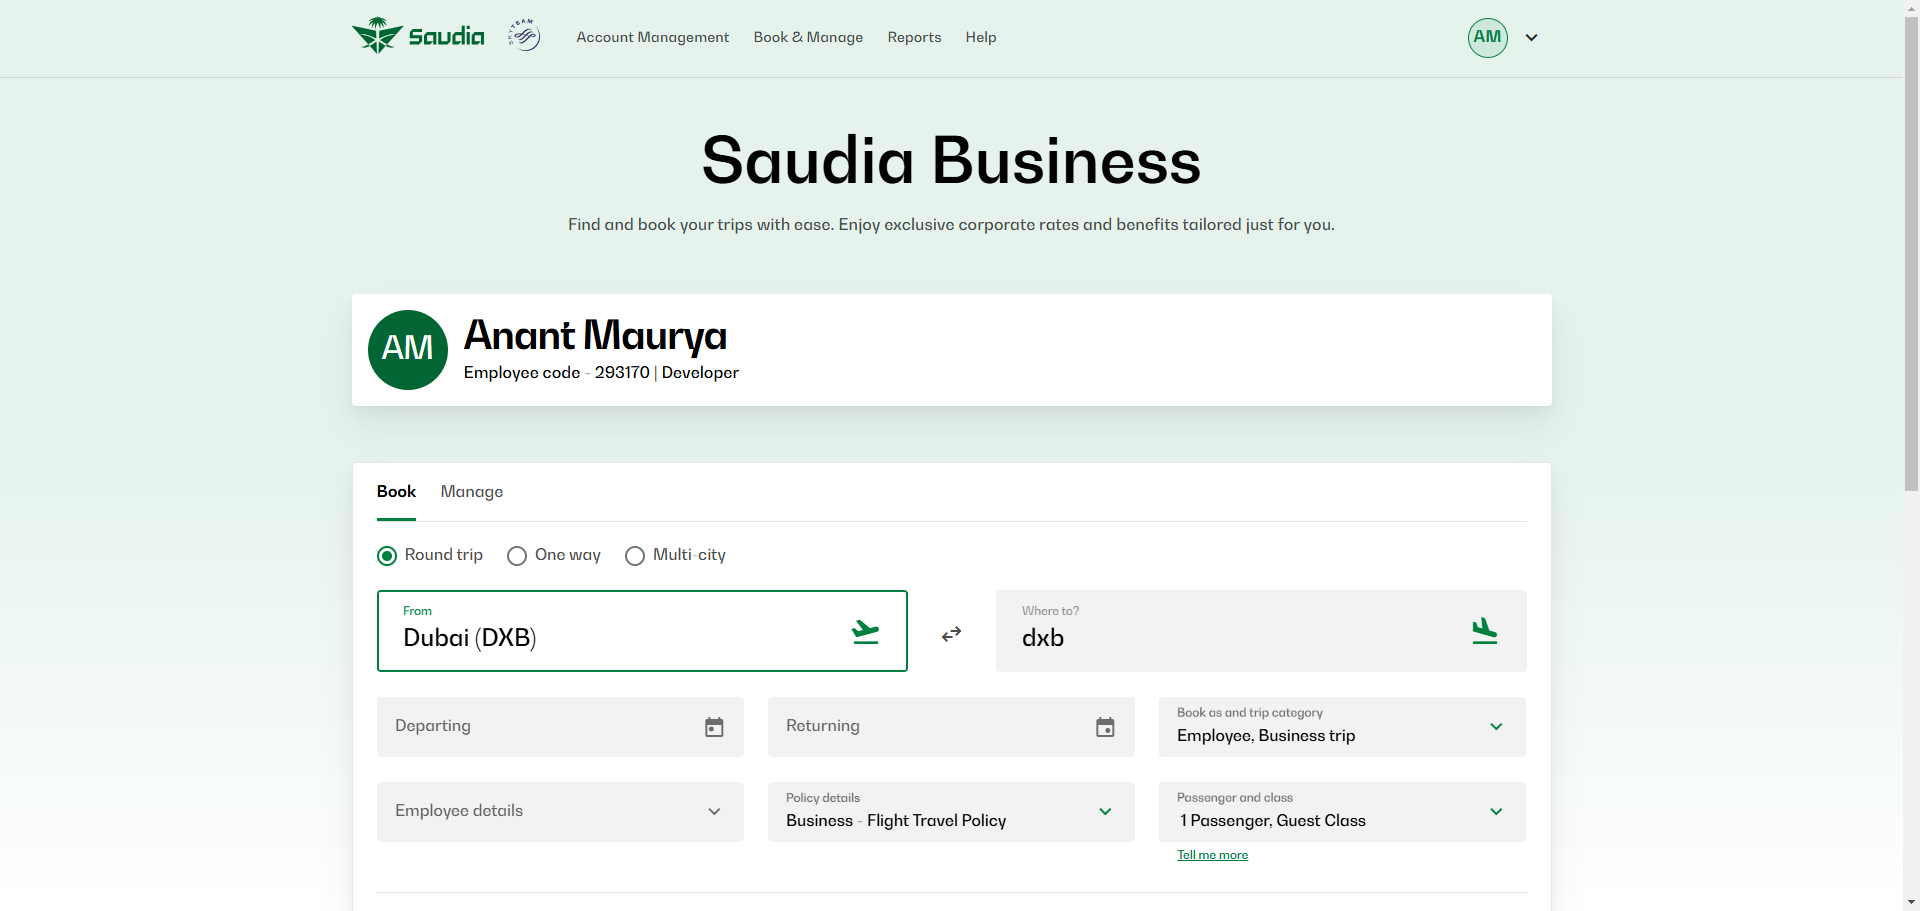 Saudia
SKYTEAM
Account Management
Book & Manage
Reports
Help
AM
Saudia Business
Find and book your trips with ease. Enjoy exclusive corporate rates and benefits tailored just for you.
AM
Anant Maurya
Employee code - 293170 | Developer
Book
Manage
Round trip
One way
Multi-city
From
Dubai (DXB)
Where to?
dxb
Departing
Returning
Book as and trip category
Employee, Business trip
Employee details
Policy details
Business - Flight Travel Policy
Passenger and class
1 Passenger, Guest Class
Tell me more